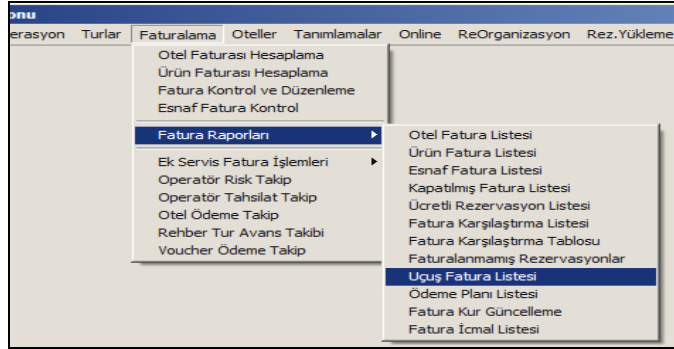 onu
erasyon Turlar Faturalama Oteller Tanımlamalar Online ReOrganizasyon Rez.Yükleme
Otel Faturası Hesaplama
Ürün Faturası Hesaplama
Fatura Kontrol ve Düzenleme
Esnaf Fatura Kontrol
Fatura Raporları
Ek Servis Fatura İşlemleri
Operatör Risk Takip
Operatör Tahsilat Takip
Otel Ödeme Takip
Rehber Tur Avans Takibi
Voucher Ödeme Takip
Otel Fatura Listesi
Ürün Fatura Listesi
Esnaf Fatura Listesi
Kapatılmış Fatura Listesi
Ücretli Rezervasyon Listesi
Fatura Karşılaştırma Listesi
Fatura Karşılaştırma Tablosu
Faturalanmamış Rezervasyonlar
Uçuş Fatura Listesi
Ödeme Planı Listesi
Fatura Kur Güncelleme
Fatura İcmal Listesi